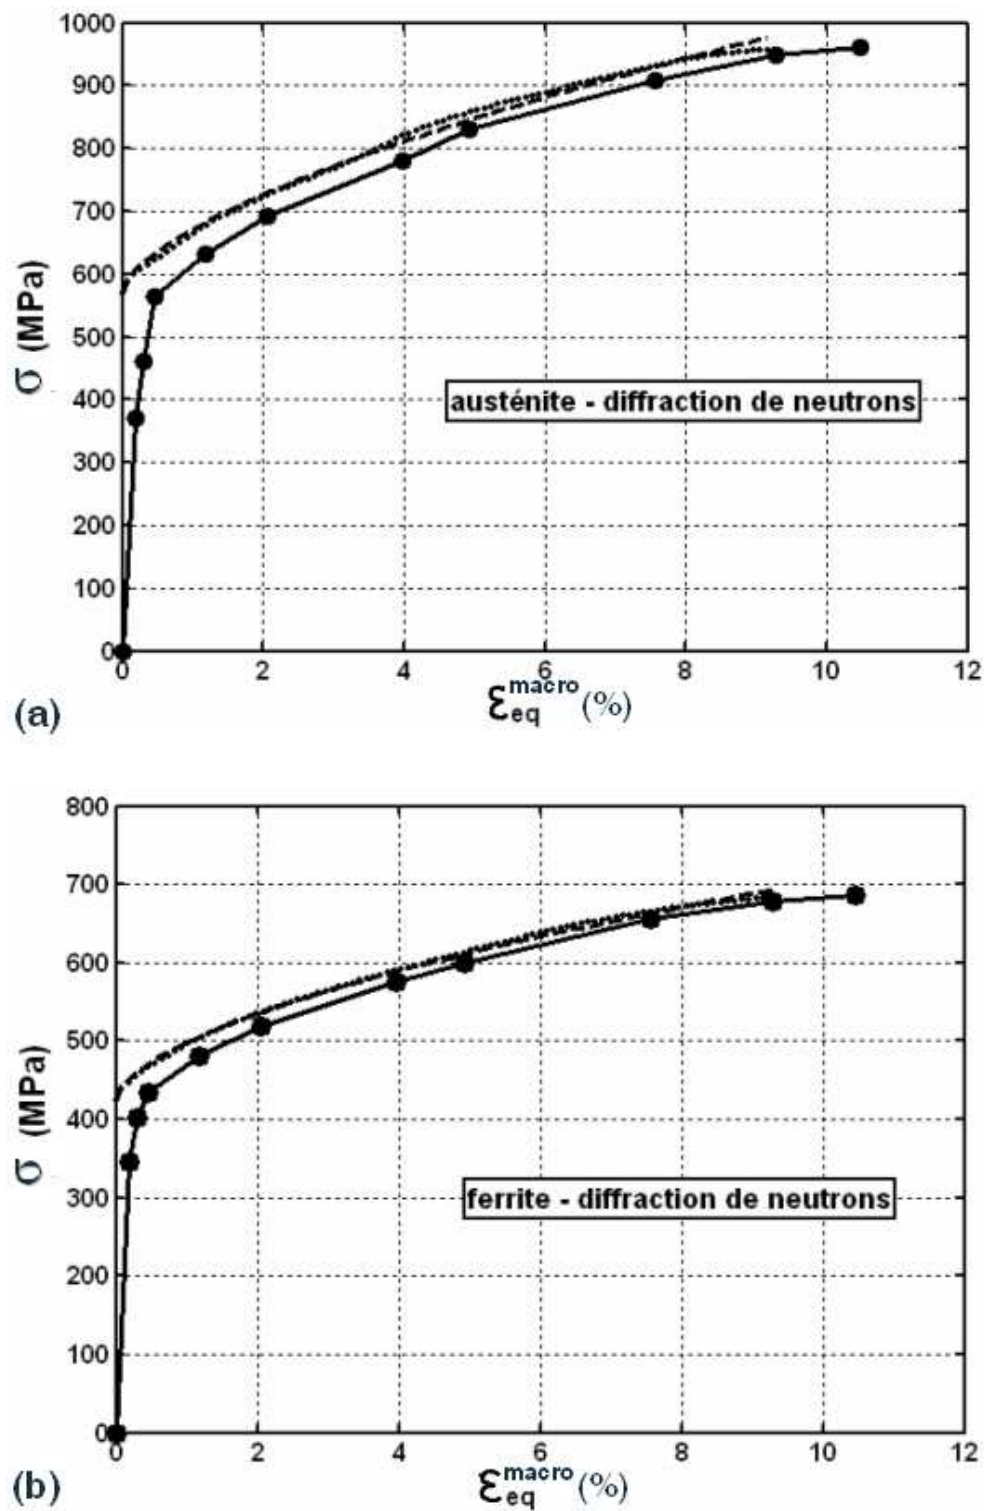 1000
900
800
700
600
500
400
300
200
100
0
σ (MPa)
austénite - diffraction de neutrons
0 2 4 6 8 10 12
(a)
ε eq macro (%)
800
700
600
500
400
300
200
100
0
σ (MPa)
ferrite - diffraction de neutrons
0 2 4 6 8 10 12
(b)
ε eq macro (%)